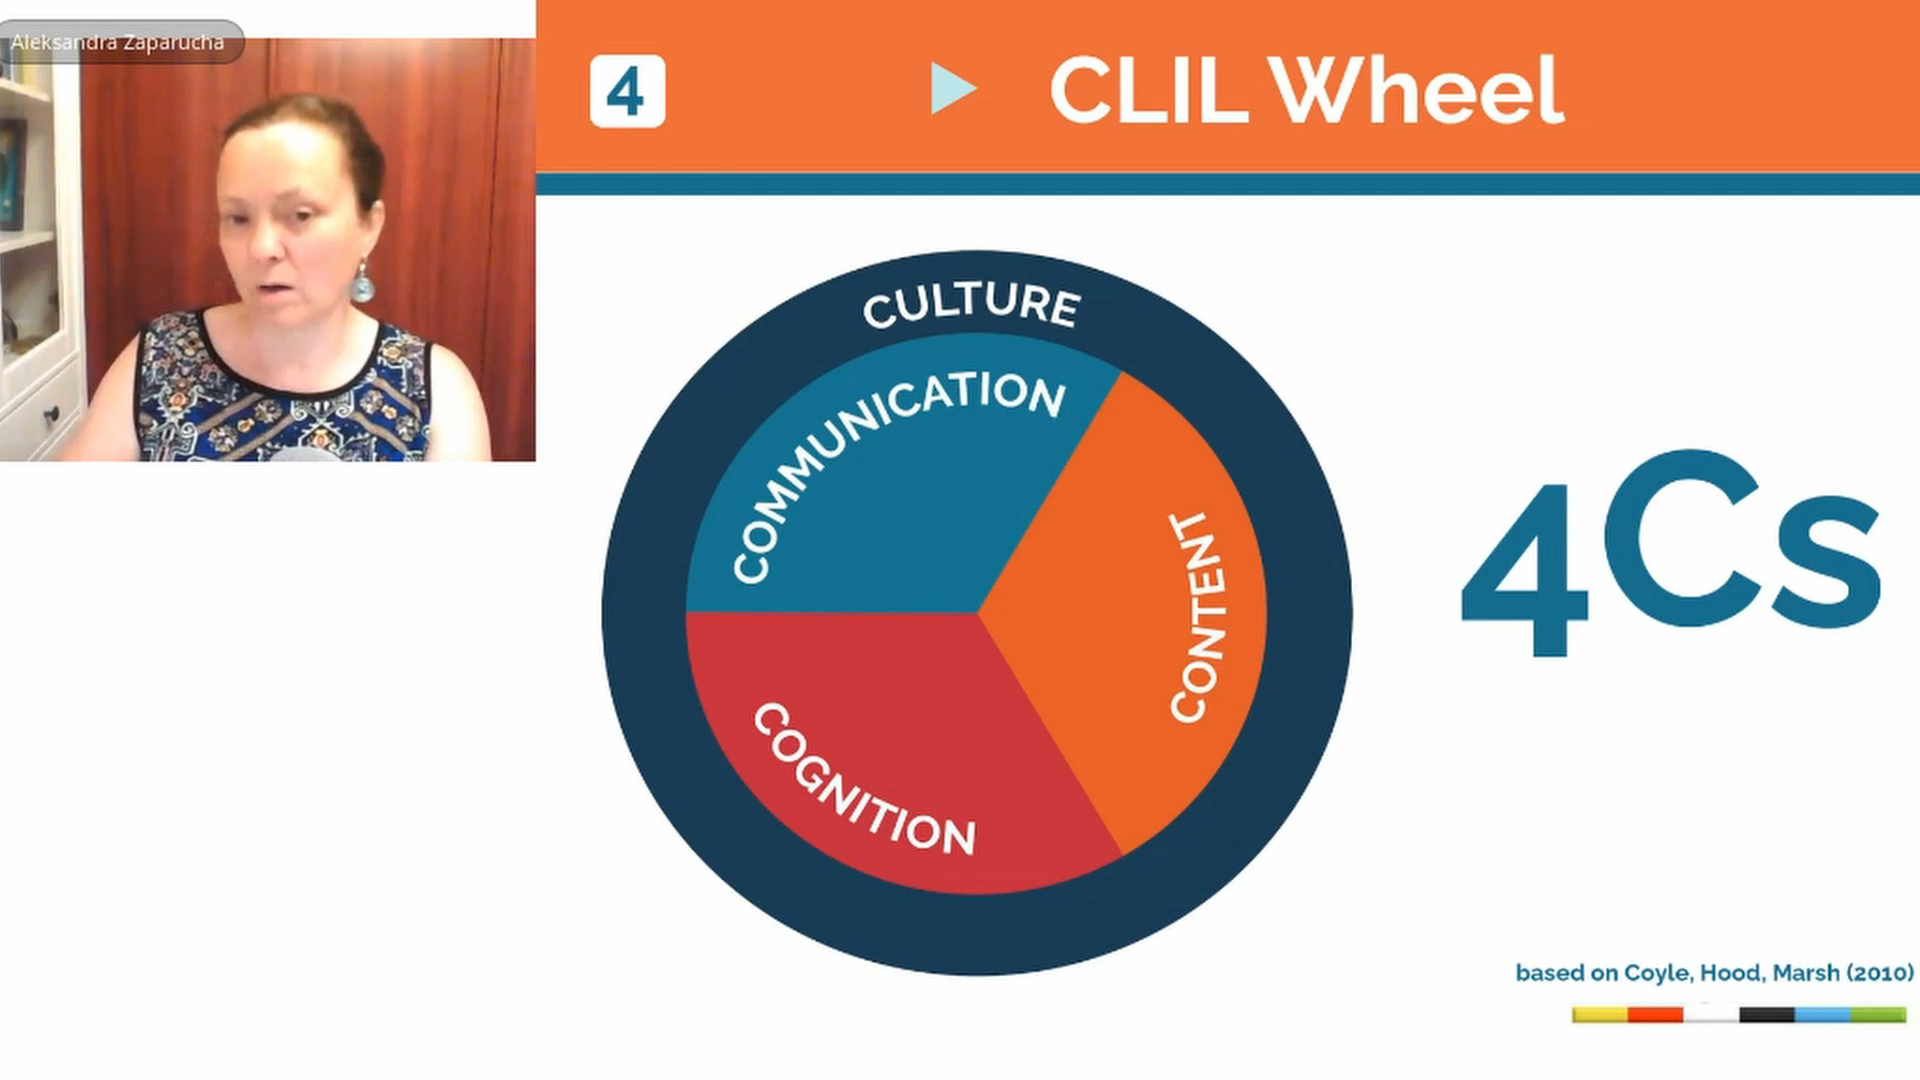 Aleksandra Zaparucha
4
CLIL Wheel
CULTURE
COMMUNICATION
CONTENT
COGNITION
4Cs
based on Coyle, Hood, Marsh (2010)